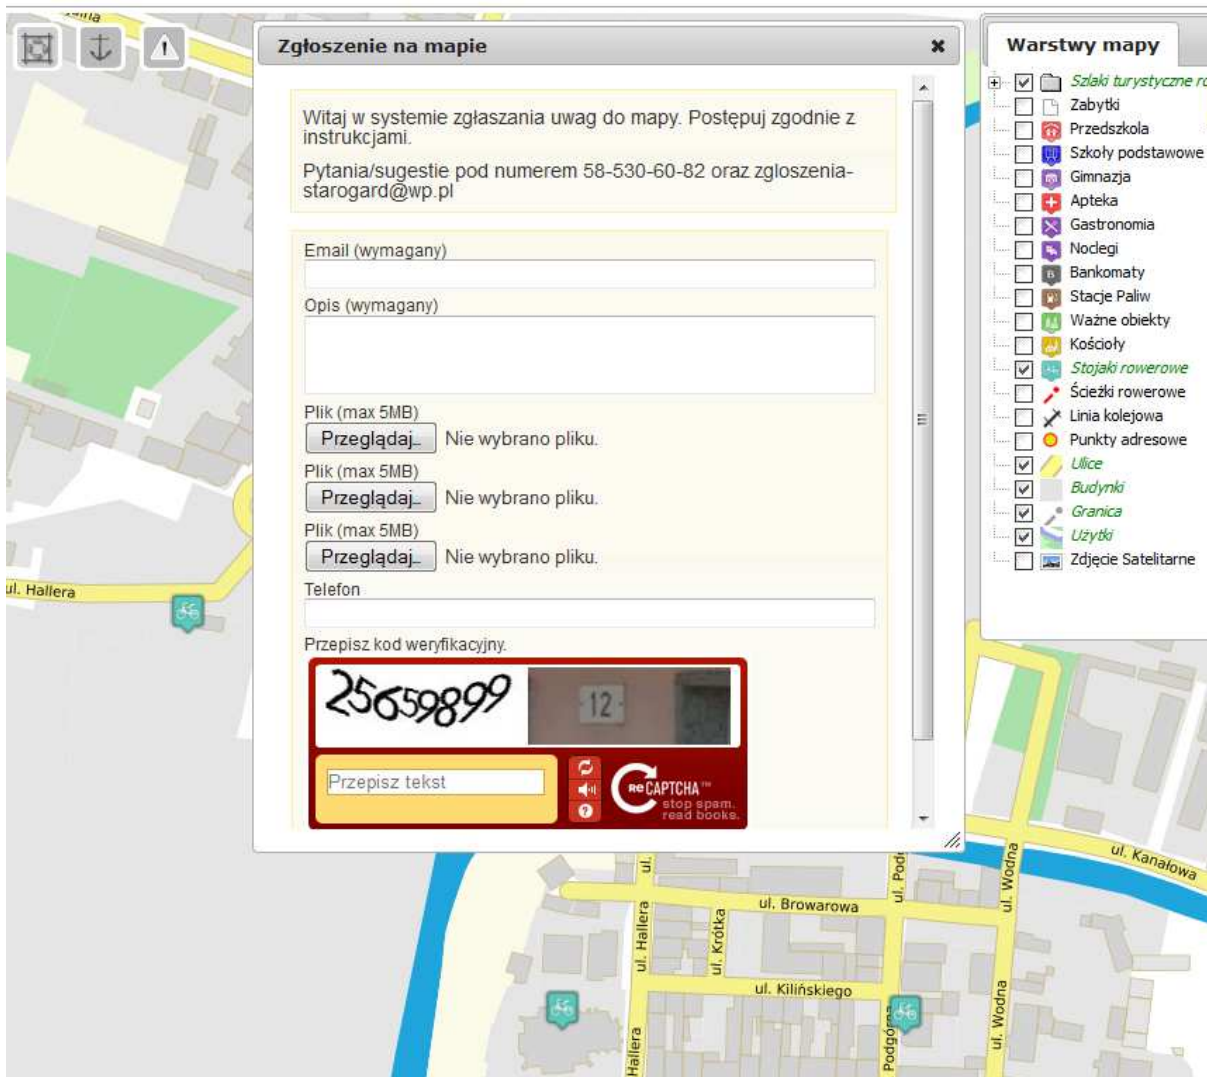 Zgłoszenie na mapie
Witaj w systemie zgłaszania uwag do mapy. Postępuj zgodnie z
instrukcjami.
Pytania/sugestie pod numerem 58-530-60-82 oraz zgloszenia-
starogard@wp.pl
Email (wymagany)
Opis (wymagany)
Plik (max 5MB)
Przeglądaj... Nie wybrano pliku.
Plik (max 5MB)
Przeglądaj... Nie wybrano pliku.
Plik (max 5MB)
Przeglądaj... Nie wybrano pliku.
Telefon
Przepisz kod weryfikacyjny.
25659899 12
Przepisz tekst
reCAPTCHA™
stop spam.
read books.
Warstwy mapy
Szlaki turystyczne
Zabytki
Przedszkola
Szkoły podstawowe
Gimnazja
Apteka
Gastronomia
Noclegi
Bankomaty
Stacje Paliw
Ważne obiekty
Kościoły
Stojaki rowerowe
Ścieżki rowerowe
Linia kolejowa
Punkty adresowe
Ulice
Budynki
Granica
Użytki
Zdjęcie Satelitarne
ul. Hallera
ul. Kanałowa
ul. Wodna
ul. Browarowa
ul. Hallera
ul. Krótka
ul. Kilińskiego
ul. Wodna
Podgórna
Hallera